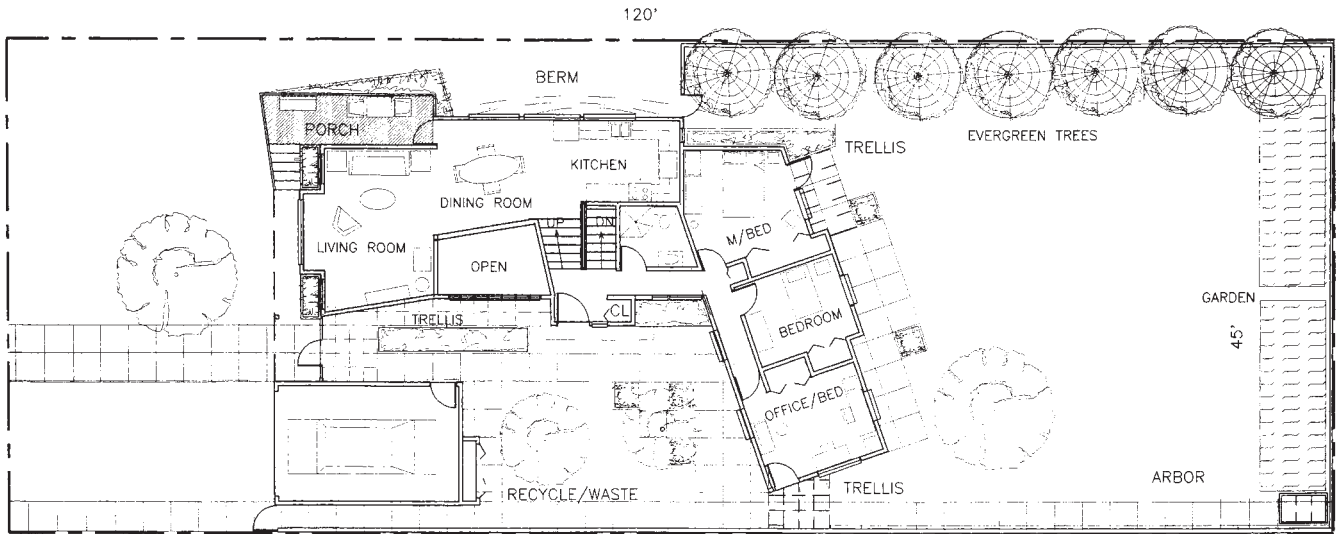 120'
BERM
PORCH
EVERGREEN TREES
TRELLIS
KITCHEN
DINING ROOM
UP
DN
M/BED
LIVING ROOM
OPEN
GARDEN
CL
TRELLIS
BEDROOM
45'
OFFICE/BED
ARBOR
TRELLIS
RECYCLE/WASTE